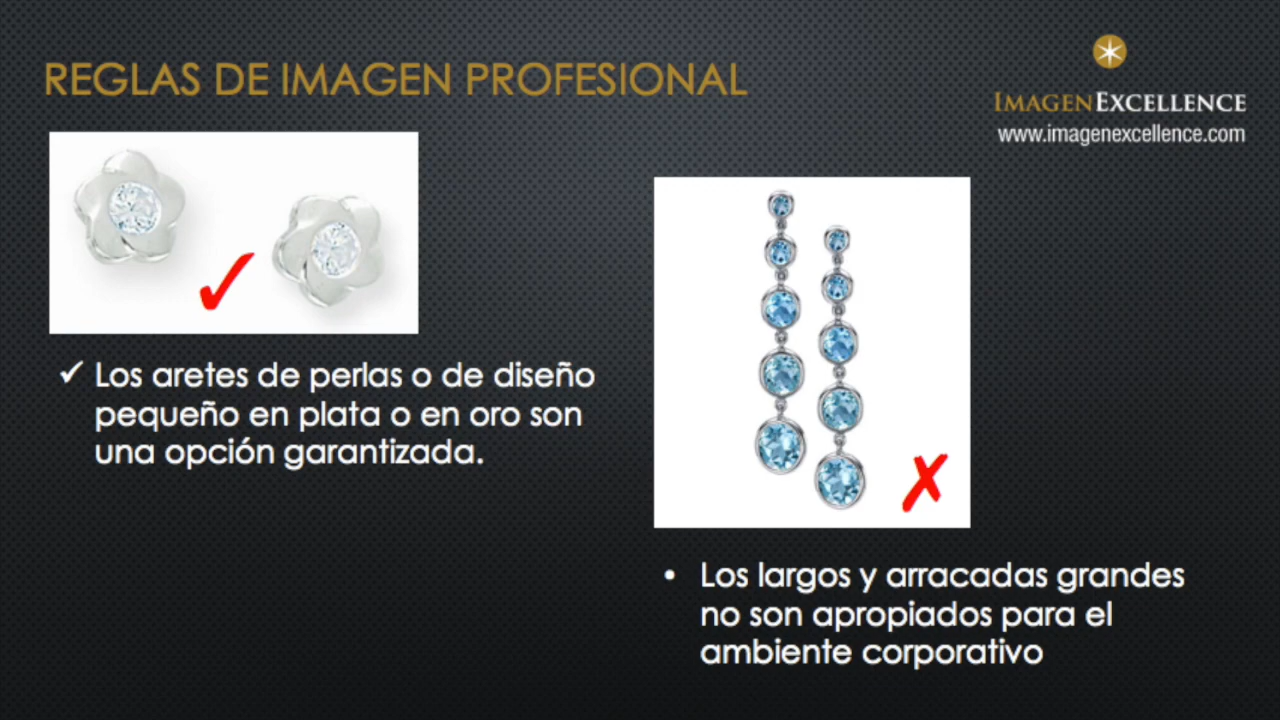 REGLAS DE IMAGEN PROFESIONAL
IMAGENEXCELLENCE
www.imagenexcellence.com
✓ Los aretes de perlas o de diseño
pequeño en plata o en oro son
una opción garantizada.
• Los largos y arracadas grandes
no son apropiados para el
ambiente corporativo